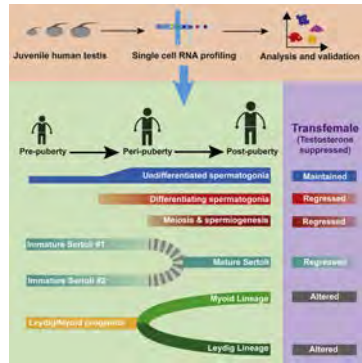 Juvenile human testis
Single cell RNA profiling
Analysis and validation
Pre-puberty
Peri-puberty
Post-puberty
Transfemale
(Testosterone
suppressed)
Undifferentiated spermatogonia
Maintained
Differentiating spermatogonia
Regressed
Meiosis & spermiogenesis
Regressed
Immature Sertoli #1
Mature Sertoli
Regressed
Immature Sertoli #2
Myoid Lineage
Altered
Leydig/Myoid progenitor
Leydig Lineage
Altered